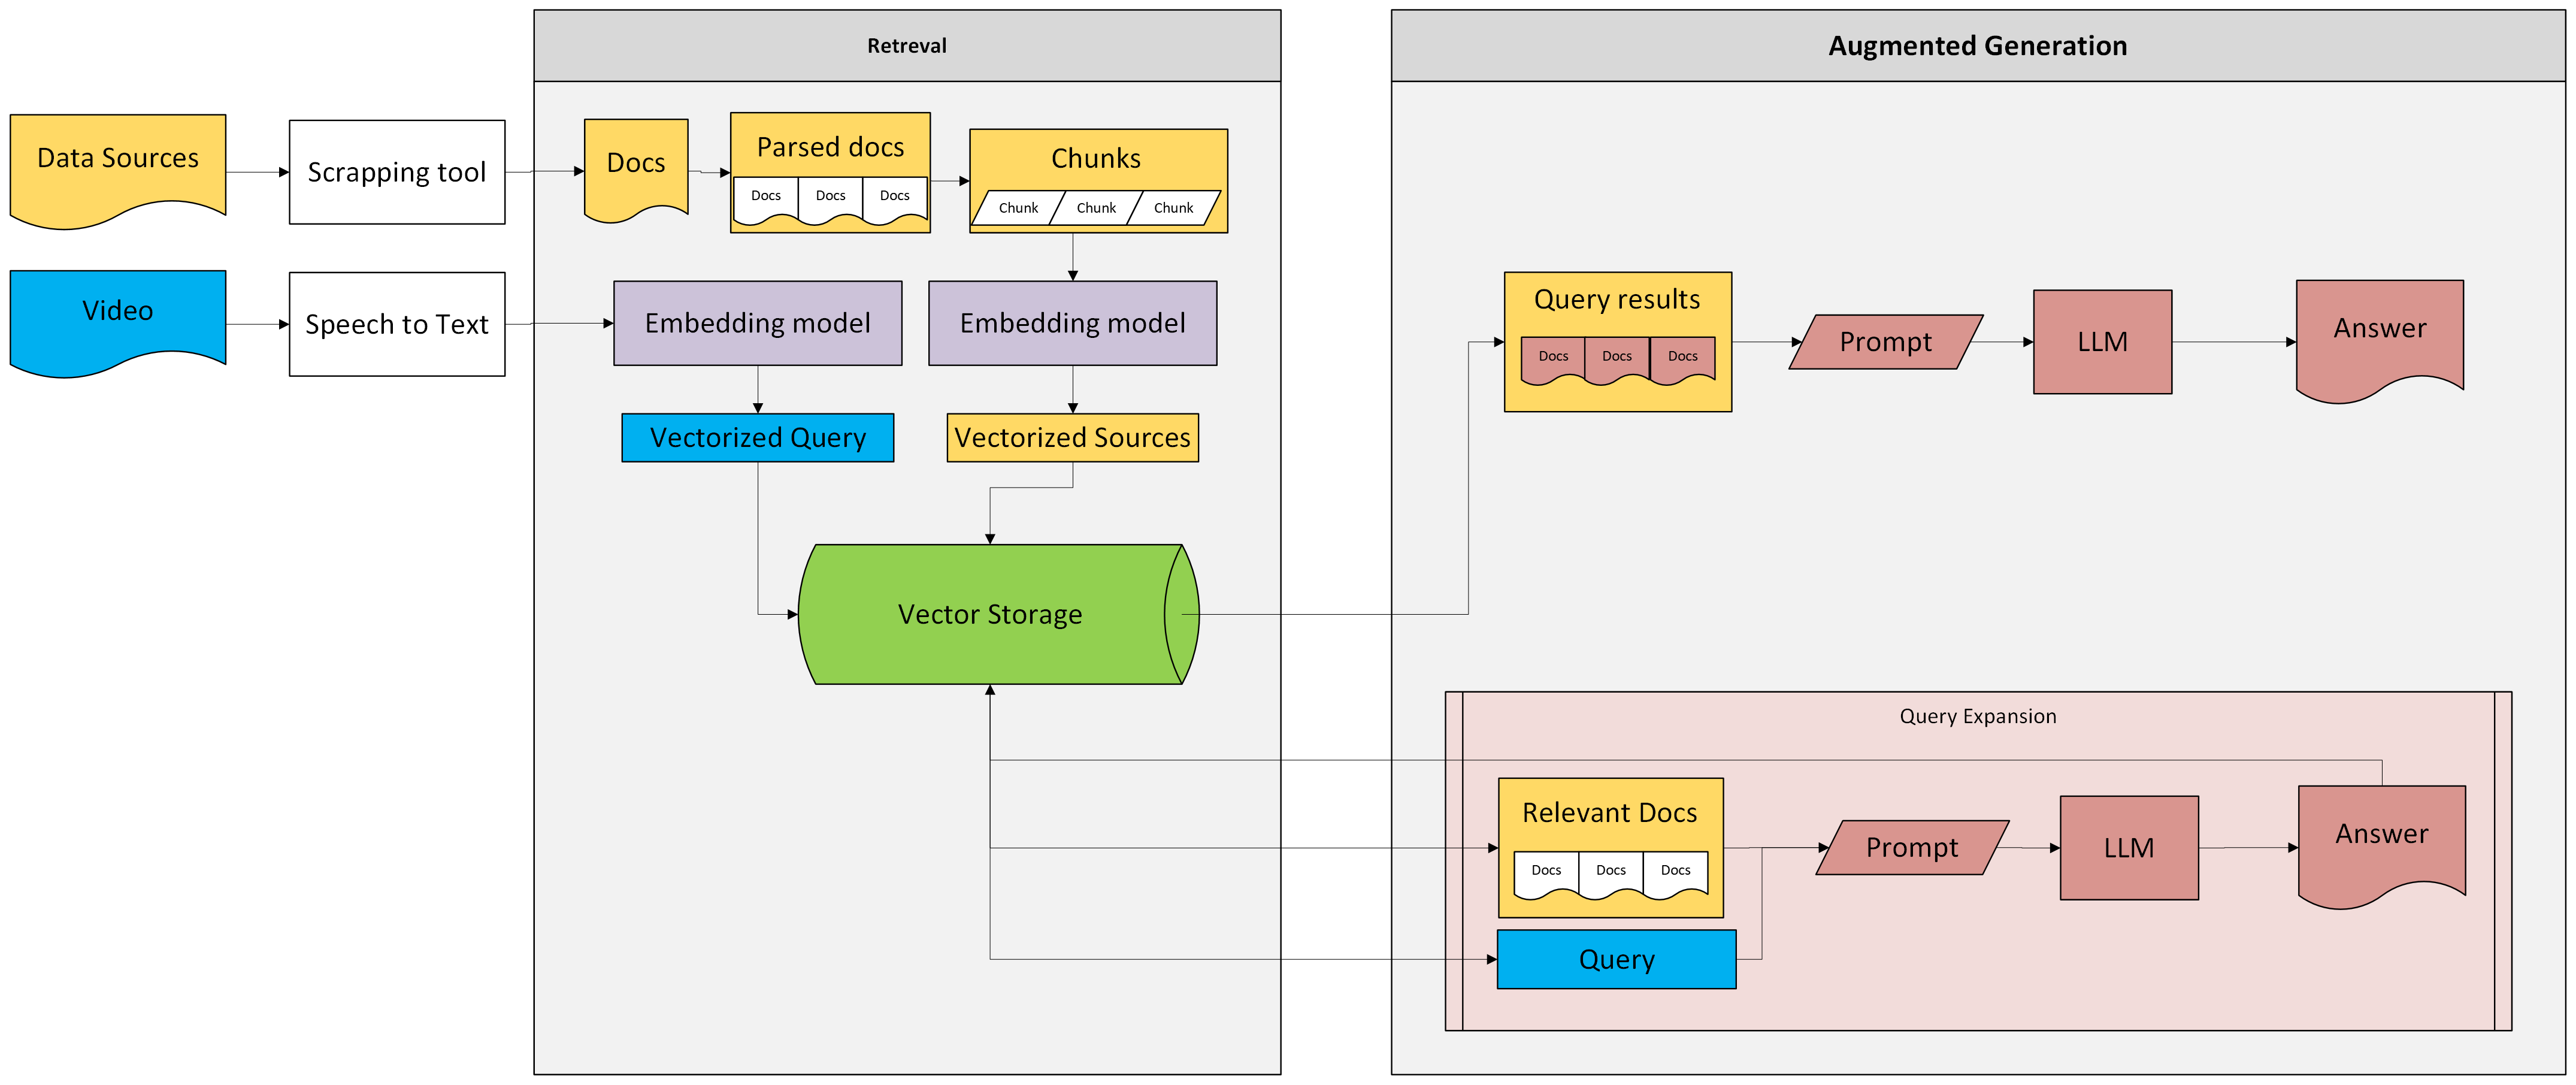 Retreval
Augmented Generation
Data Sources
Scrapping tool
Docs
Parsed docs
Docs
Docs
Docs
Chunks
Chunk
Chunk
Chunk
Video
Speech to Text
Embedding model
Embedding model
Vectorized Query
Vectorized Sources
Vector Storage
Query results
Docs
Docs
Docs
Prompt
LLM
Answer
Query Expansion
Relevant Docs
Docs
Docs
Docs
Query
Prompt
LLM
Answer